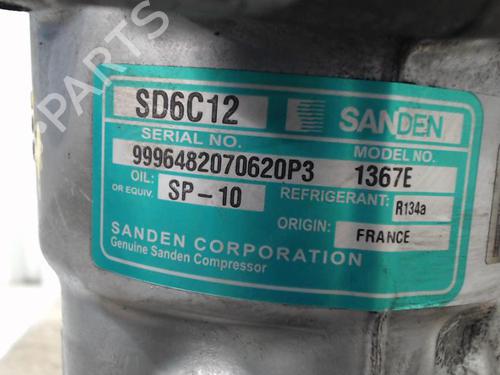 PARTS
SD6C12
SANDEN
SERIAL NO.
MODEL NO.
9996482070620P3
1367E
OIL:
OR EQUIV.
SP-10
REFRIGERANT:
R134a
ORIGIN:
FRANCE
SANDEN CORPORATION
Genuine Sanden Compressor